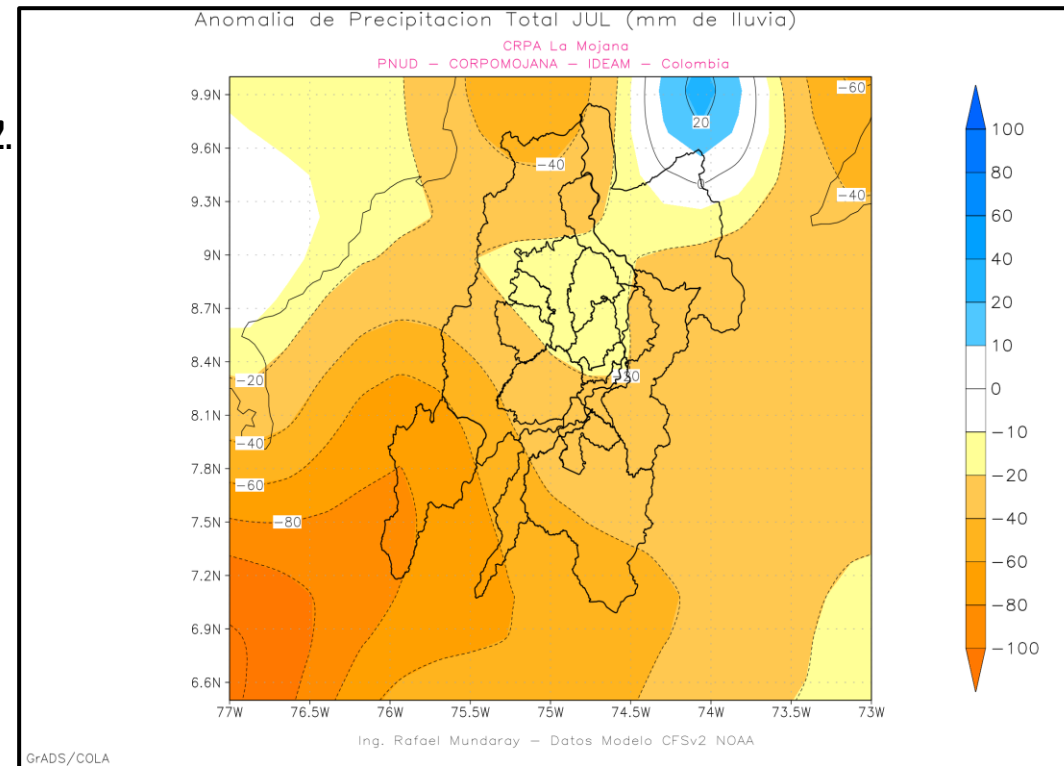 Anomalia de Precipitacion Total JUL (mm de lluvia)
CRPA La Mojana
PNUD – CORPOMOJANA – IDEAM – Colombia
9.9N
9.6N
9.3N
9N
8.7N
8.4N
8.1N
7.8N
7.5N
7.2N
6.9N
6.6N
77W 76.5W 76W 75.5W 75W 74.5W 74W 73.5W 73W
-60
20
-40
0
-40
-20
-40
-60
-80
100
80
60
40
20
10
0
-10
-20
-40
-60
-80
-100
Ing. Rafael Mundaray – Datos Modelo CFSv2 NOAA
GrADS/COLA